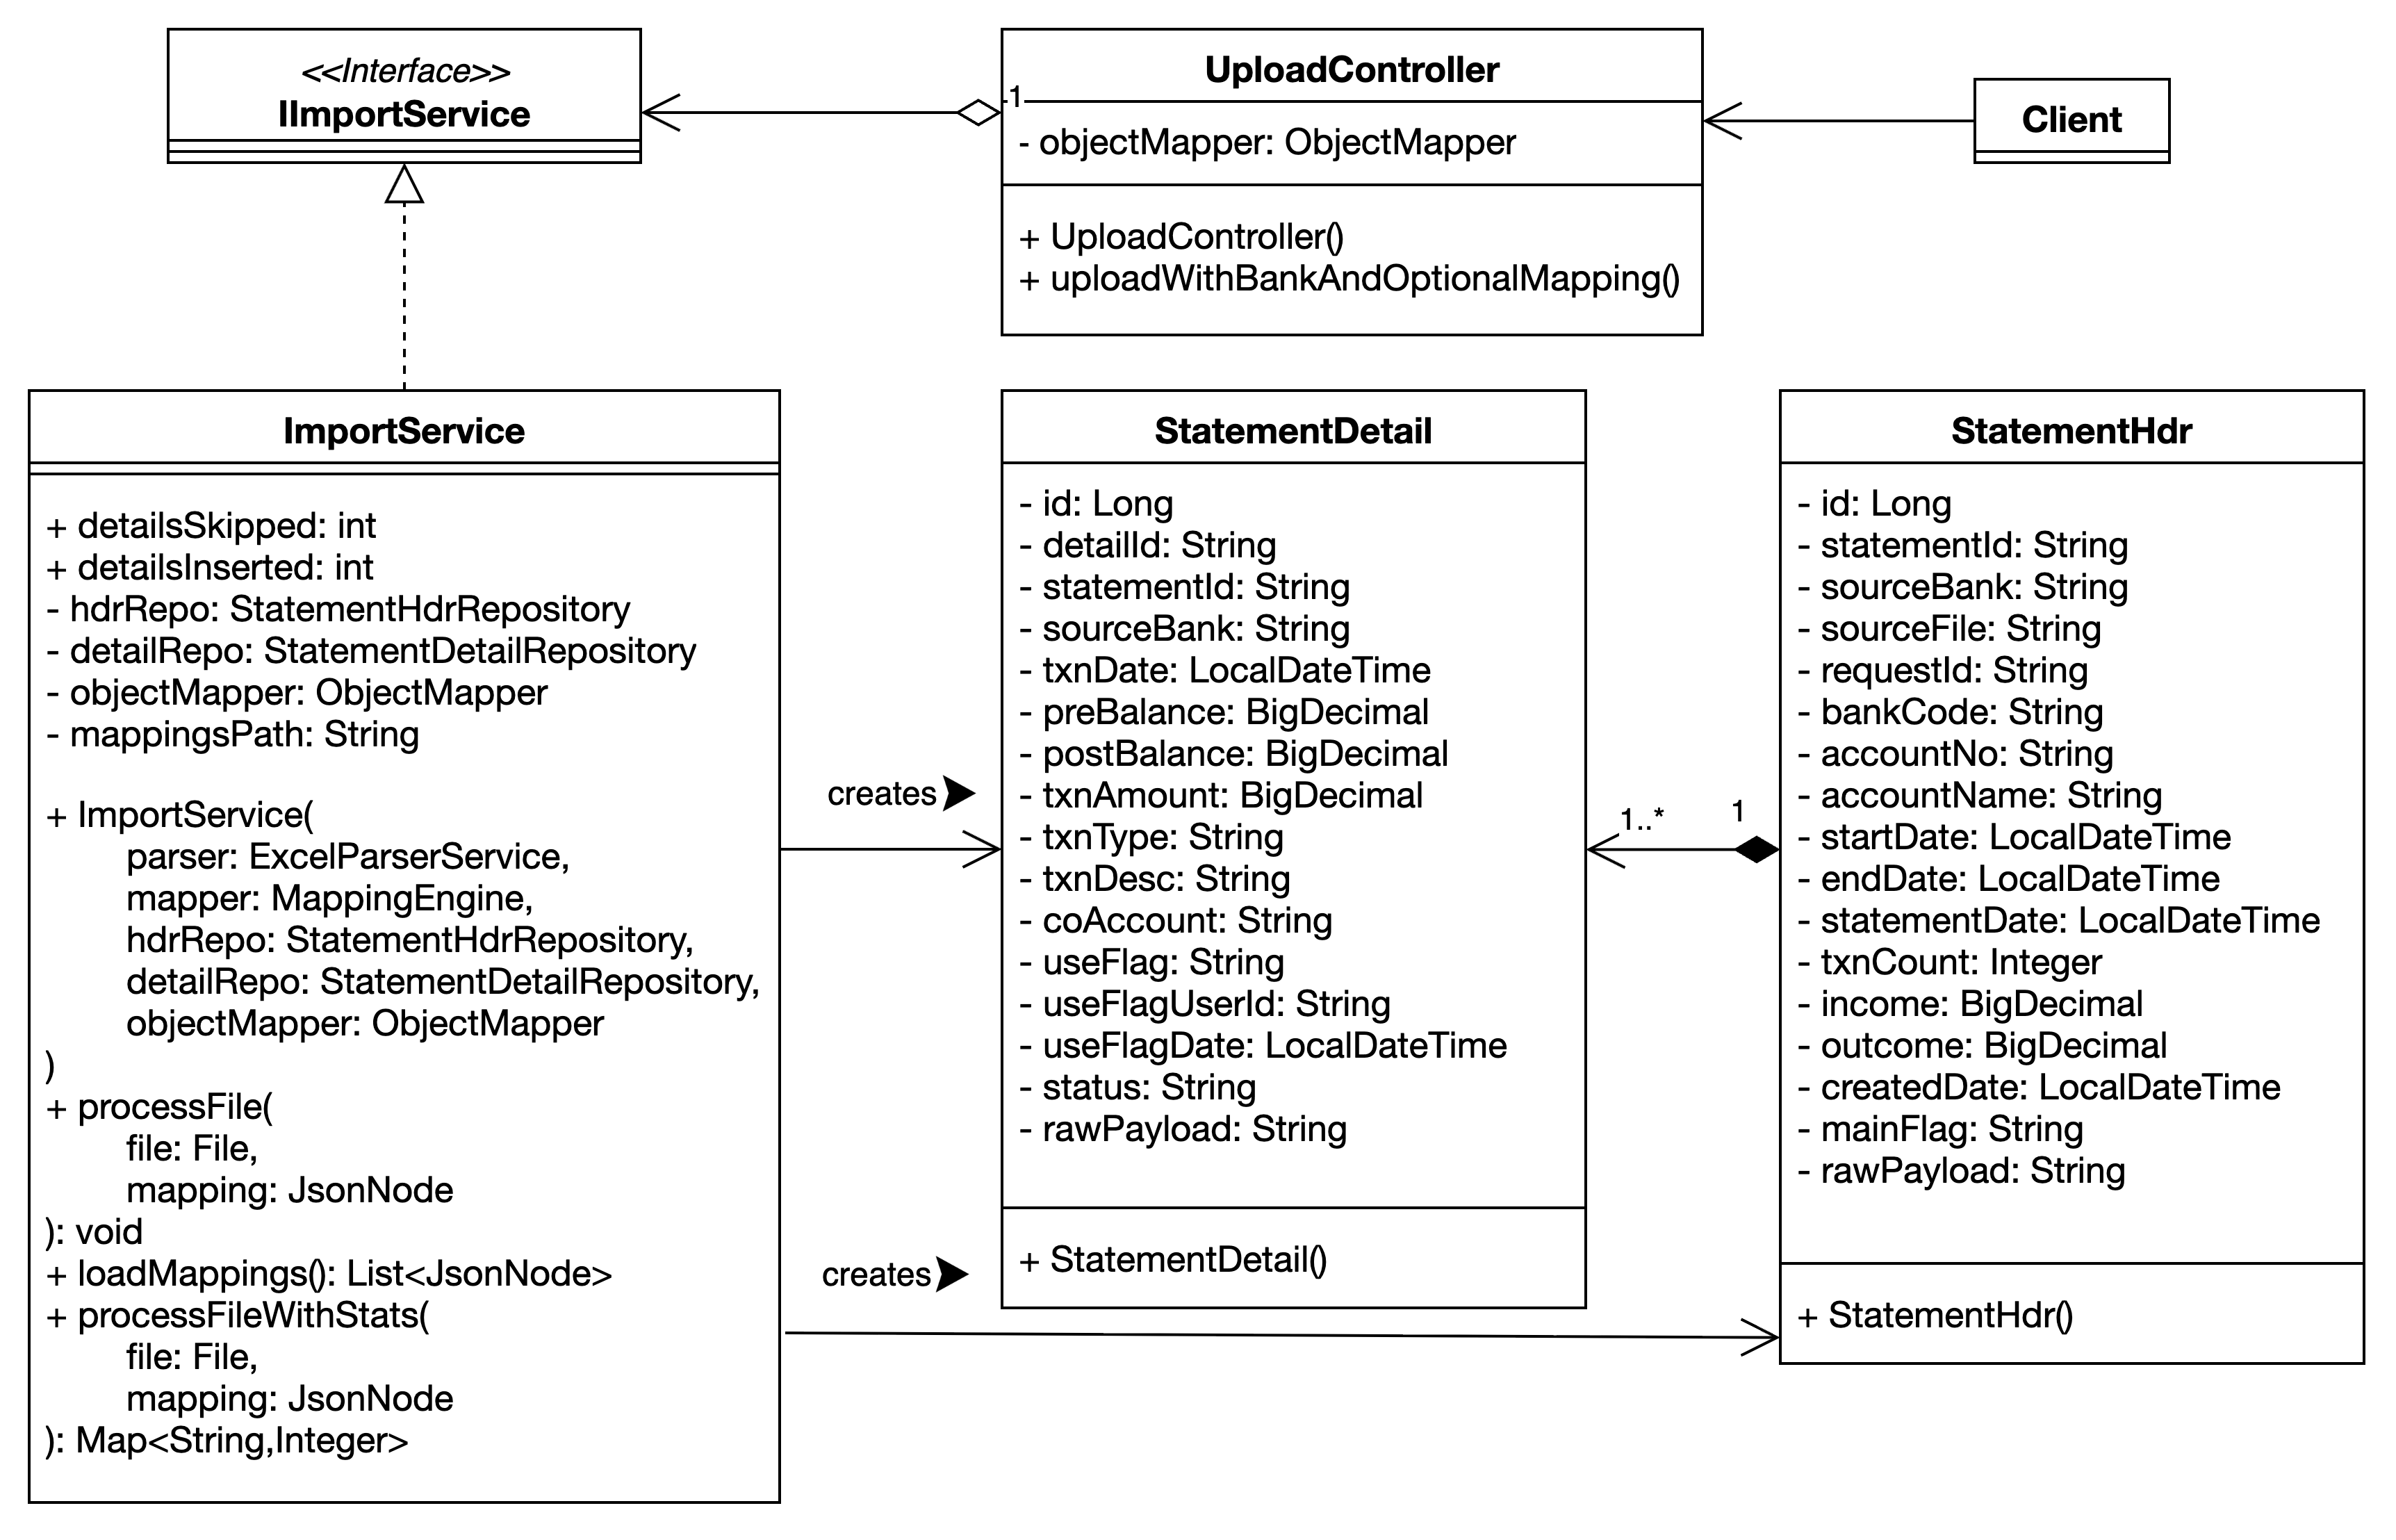 <<Interface>>
IImportService
UploadController
1
- objectMapper: ObjectMapper
+ UploadController()
+ uploadWithBankAndOptionalMapping()
Client
ImportService
+ detailsSkipped: int
+ detailsInserted: int
- hdrRepo: StatementHdrRepository
- detailRepo: StatementDetailRepository
- objectMapper: ObjectMapper
- mappingsPath: String
+ ImportService(
parser: ExcelParserService,
mapper: MappingEngine,
hdrRepo: StatementHdrRepository,
detailRepo: StatementDetailRepository,
objectMapper: ObjectMapper
)
+ processFile(
file: File,
mapping: JsonNode
): void
+ loadMappings(): List<JsonNode>
+ processFileWithStats(
file: File,
mapping: JsonNode
): Map<String,Integer>
creates
creates
StatementDetail
- id: Long
- detailId: String
- statementId: String
- sourceBank: String
- txnDate: LocalDateTime
- preBalance: BigDecimal
- postBalance: BigDecimal
- txnAmount: BigDecimal
- txnType: String
- txnDesc: String
- coAccount: String
- useFlag: String
- useFlagUserId: String
- useFlagDate: LocalDateTime
- status: String
- rawPayload: String
+ StatementDetail()
1..*
1
StatementHdr
- id: Long
- statementId: String
- sourceBank: String
- sourceFile: String
- requestId: String
- bankCode: String
- accountNo: String
- accountName: String
- startDate: LocalDateTime
- endDate: LocalDateTime
- statementDate: LocalDateTime
- txnCount: Integer
- income: BigDecimal
- outcome: BigDecimal
- createdDate: LocalDateTime
- mainFlag: String
- rawPayload: String
+ StatementHdr()